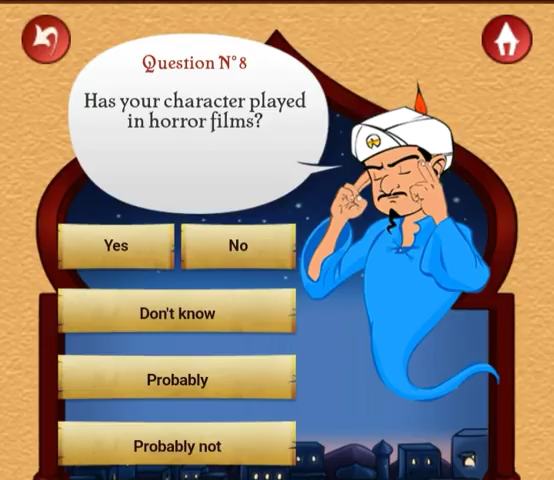 Question N° 8
Has your character played
in horror films?
Yes
No
Don't know
Probably
Probably not